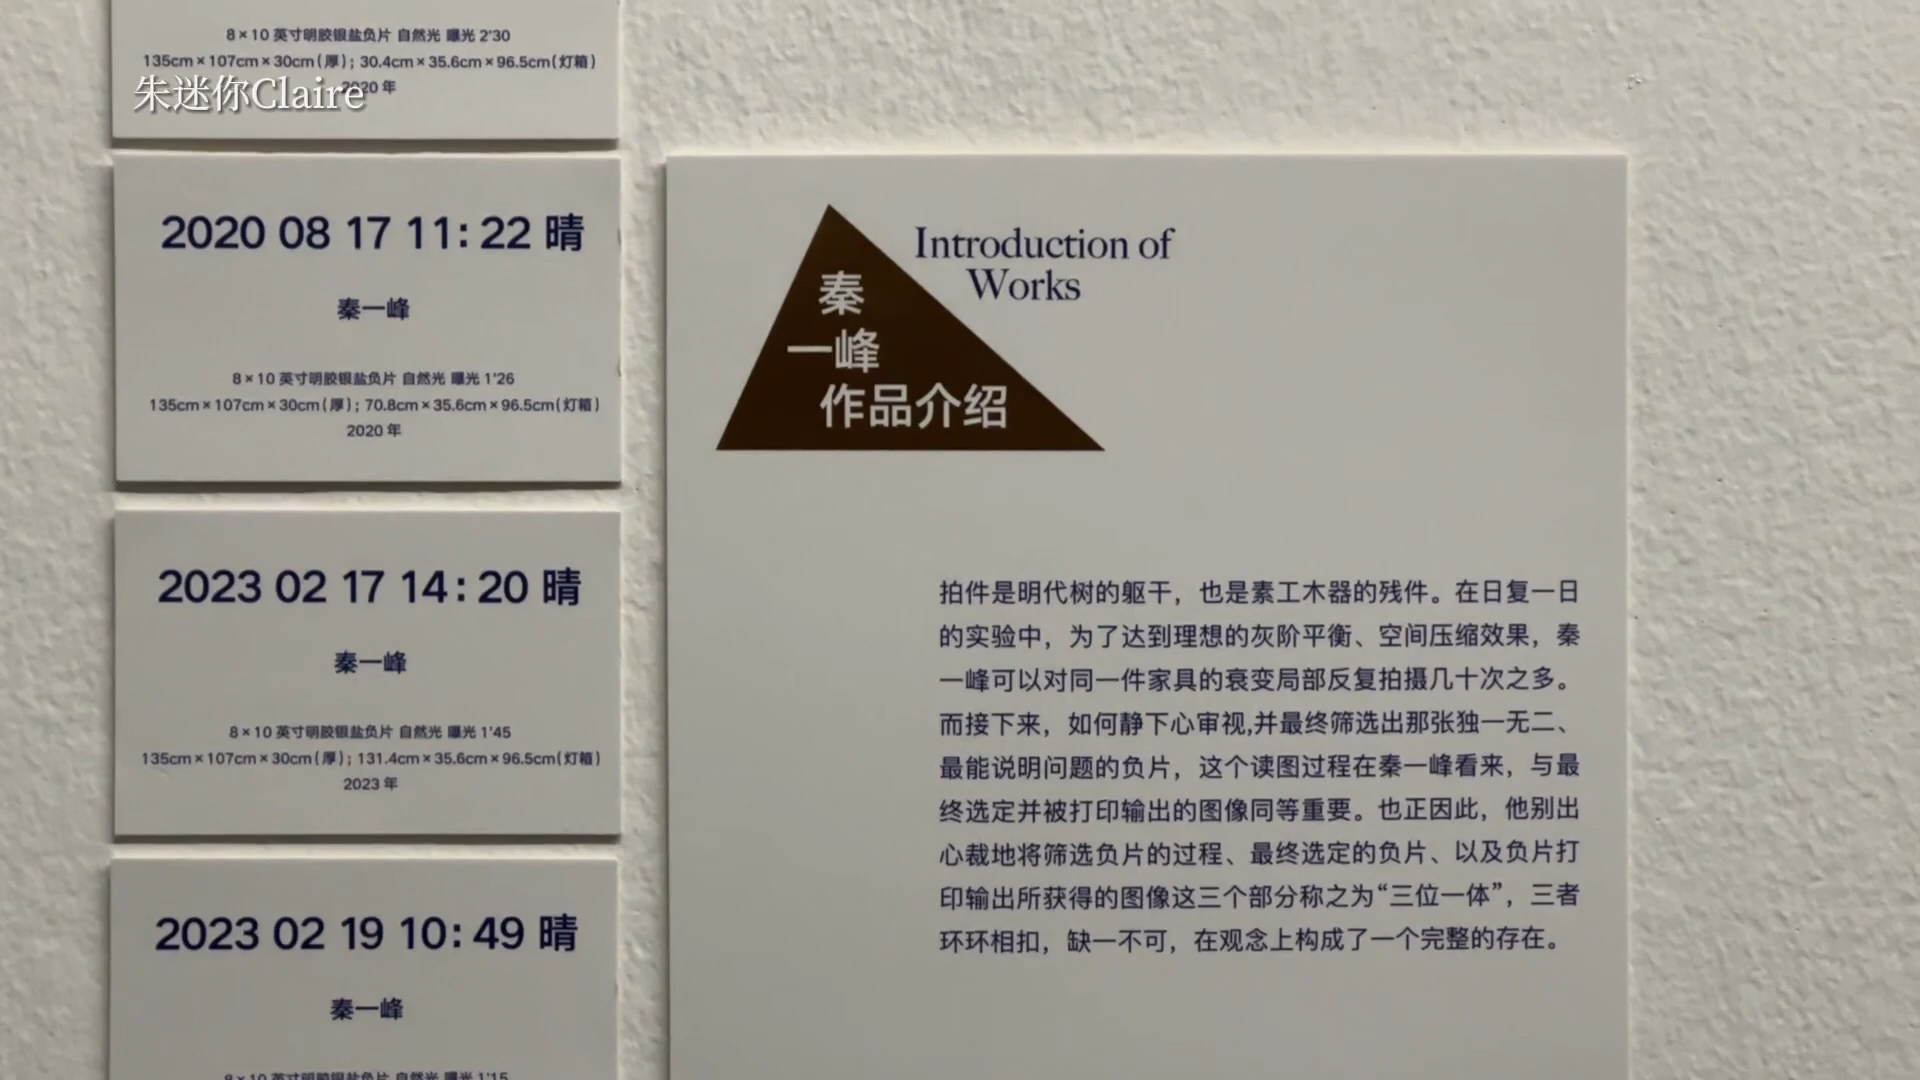 8×10 英寸明胶银盐负片 自然光 曝光 2'30
135cm×107cm×30cm(厚); 30.4cm×35.6cm×96.5cm(灯箱)
2020 年
朱迷你Claire
2020 08 17 11:22 晴
秦一峰
8×10 英寸明胶银盐负片 自然光 曝光 1'26
135cm×107cm×30cm(厚); 70.8cm×35.6cm×96.5cm(灯箱)
2020 年
2023 02 17 14:20 晴
秦一峰
8×10 英寸明胶银盐负片 自然光 曝光 1'45
135cm×107cm×30cm(厚); 131.4cm×35.6cm×96.5cm(灯箱)
2023 年
2023 02 19 10:49 晴
秦一峰
8×10 英寸明胶银盐负片 自然光 曝光 1'15
Introduction of
Works
秦
一峰
作品介绍
拍件是明代树的躯干，也是素工木器的残件。在日复一日
的实验中，为了达到理想的灰阶平衡、空间压缩效果，秦
一峰可以对同一件家具的衰变局部反复拍摄几十次之多。
而接下来，如何静下心审视,并最终筛选出那张独一无二、
最能说明问题的负片，这个读图过程在秦一峰看来，与最
终选定并被打印输出的图像同等重要。也正因此，他别出
心裁地将筛选负片的过程、最终选定的负片、以及负片打
印输出所获得的图像这三个部分称之为“三位一体”，三者
环环相扣，缺一不可，在观念上构成了一个完整的存在。